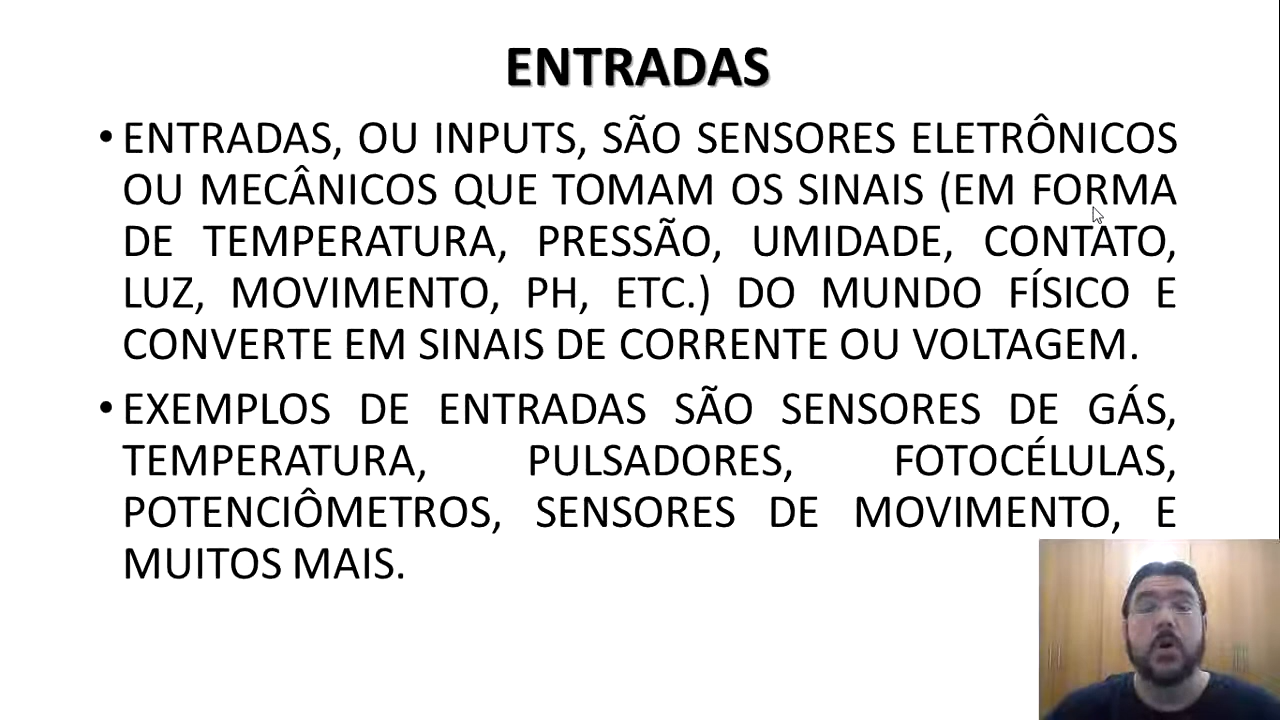 ENTRADAS
• ENTRADAS, OU INPUTS, SÃO SENSORES ELETRÔNICOS
OU MECÂNICOS QUE TOMAM OS SINAIS (EM FORMA
DE TEMPERATURA, PRESSÃO, UMIDADE, CONTATO,
LUZ, MOVIMENTO, PH, ETC.) DO MUNDO FÍSICO E
CONVERTE EM SINAIS DE CORRENTE OU VOLTAGEM.
• EXEMPLOS DE ENTRADAS SÃO SENSORES DE GÁS,
TEMPERATURA, PULSADORES, FOTOCÉLULAS,
POTENCIÔMETROS, SENSORES DE MOVIMENTO, E
MUITOS MAIS.